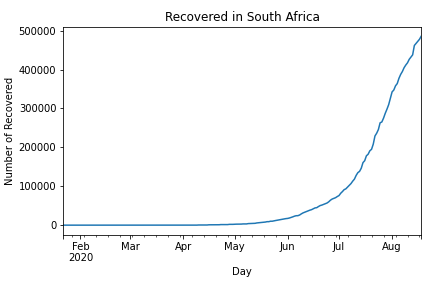 Recovered in South Africa
500000
400000
300000
200000
100000
0
Number of Recovered
Feb Mar Apr May Jun Jul Aug
2020
Day